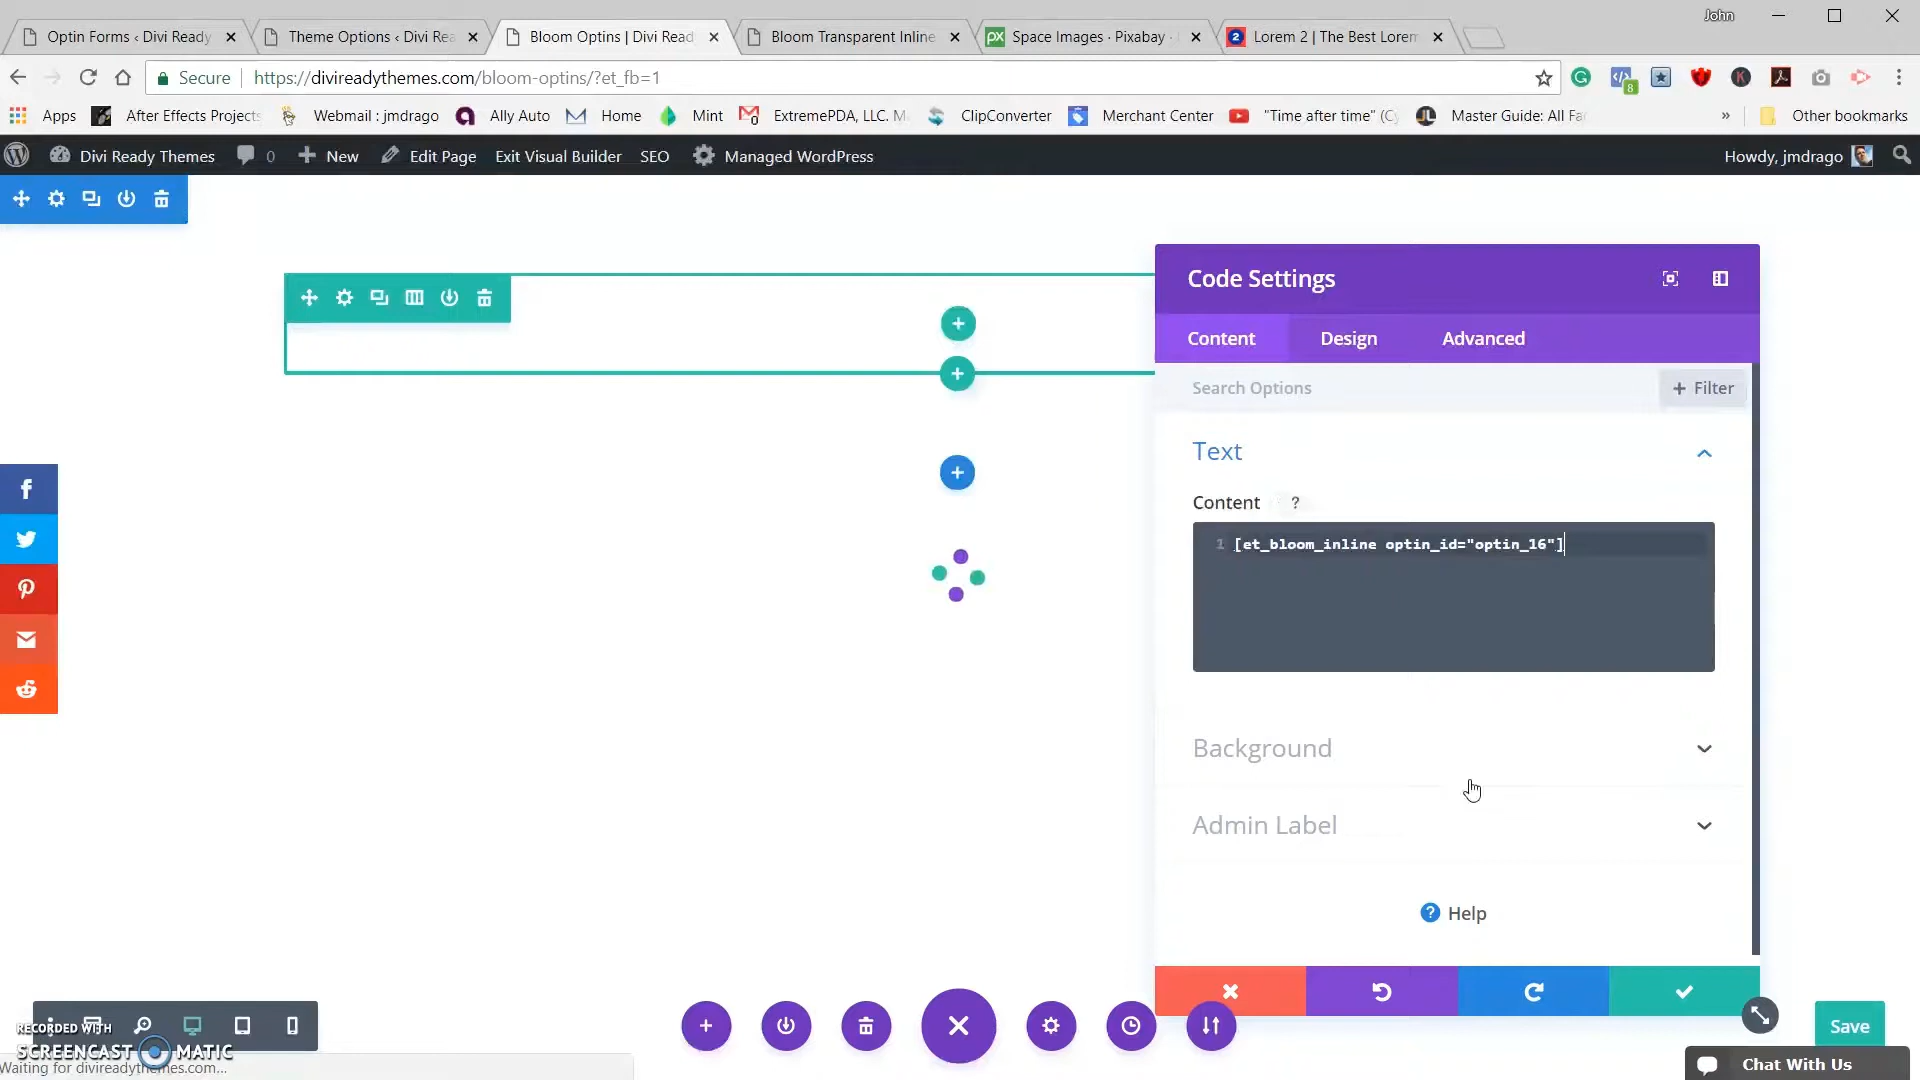 John
Optin Forms ‹ Divi Ready
Theme Options ‹ Divi Rea
Bloom Optins | Divi Read
Bloom Transparent Inline
px Space Images · Pixabay ·
2 Lorem 2 | The Best Lorem
Secure https://divireadythemes.com/bloom-optins/?et_fb=1
8
K
Apps After Effects Projects Webmail : jmdrago Ally Auto Home Mint ExtremePDA, LLC. M ClipConverter Merchant Center "Time after time" (Cy JL Master Guide: All Fa » Other bookmarks
Divi Ready Themes 0 New Edit Page Exit Visual Builder SEO Managed WordPress Howdy, jmdrago
Code Settings
Content Design Advanced
Search Options + Filter
Text
Content ?
1 [et_bloom_inline optin_id="optin_16"]
Background
Admin Label
? Help
RECORDED WITH
SCREENCAST MATIC
Waiting for divireadythemes.com...
Save
Chat With Us